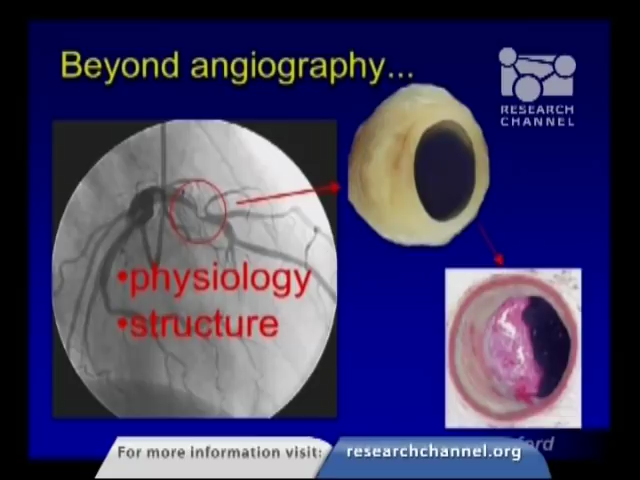 Beyond angiography...
RESEARCH
CHANNEL
•physiology
•structure
For more information visit:
researchchannel.org